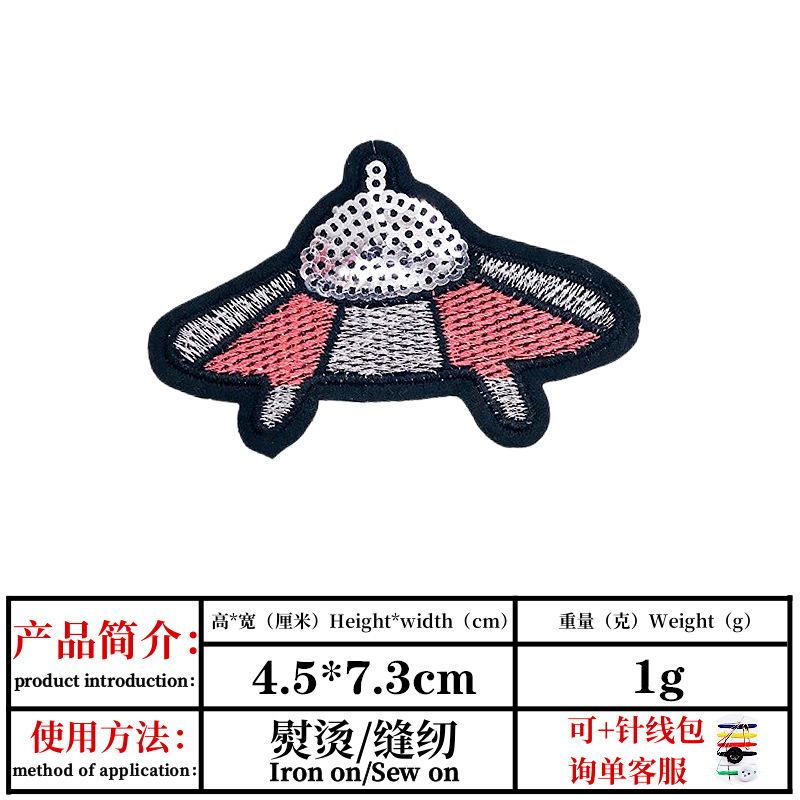 产品简介：
product introduction：
高*宽（厘米）Height*width（cm）
重量（克）Weight（g）
4.5*7.3cm
1g
使用方法：
method of application：
熨烫/缝纫
Iron on/Sew on
可+针线包
询单客服